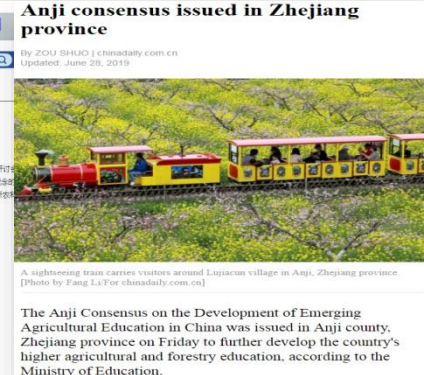 Anji consensus issued in Zhejiang
province
By ZOU SHUO | chinadaily.com.cn
Updated: June 28, 2019
A sightseeing train carries visitors around Lujiacun village in Anji, Zhejiang province.
[Photo by Fang Li/For chinadaily.com.cn]
The Anji Consensus on the Development of Emerging
Agricultural Education in China was issued in Anji county,
Zhejiang province on Friday to further develop the country's
higher agricultural and forestry education, according to the
Ministry of Education.